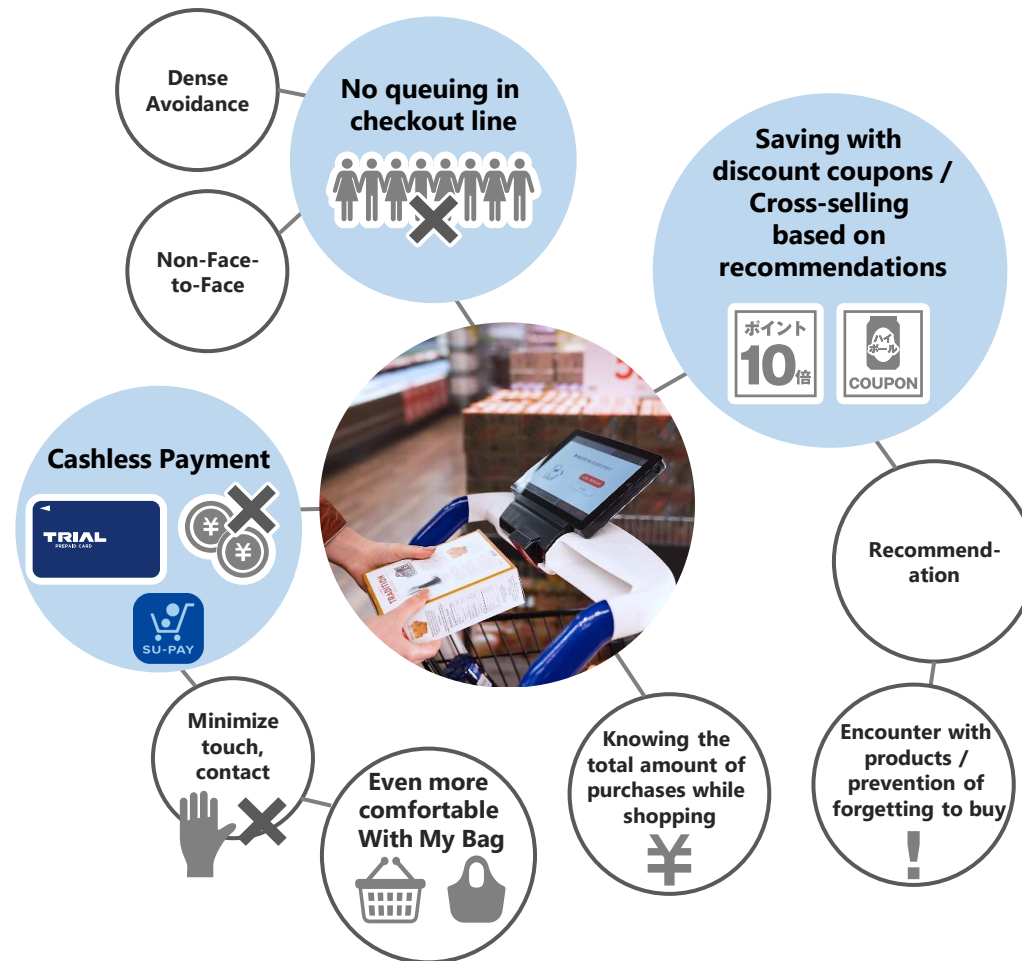 Dense
Avoidance
No queuing in
checkout line
Non-Face-
to-Face
Saving with
discount coupons /
Cross-selling
based on
recommendations
ポイント
10倍
ハイ
ボール
COUPON
Cashless Payment
TRIAL
PREPAID CARD
¥
¥
SU-PAY
TRADITION
Recommend-
ation
Minimize
touch,
contact
Even more
comfortable
With My Bag
Knowing the
total amount of
purchases while
shopping
¥
Encounter with
products /
prevention of
forgetting to buy
!